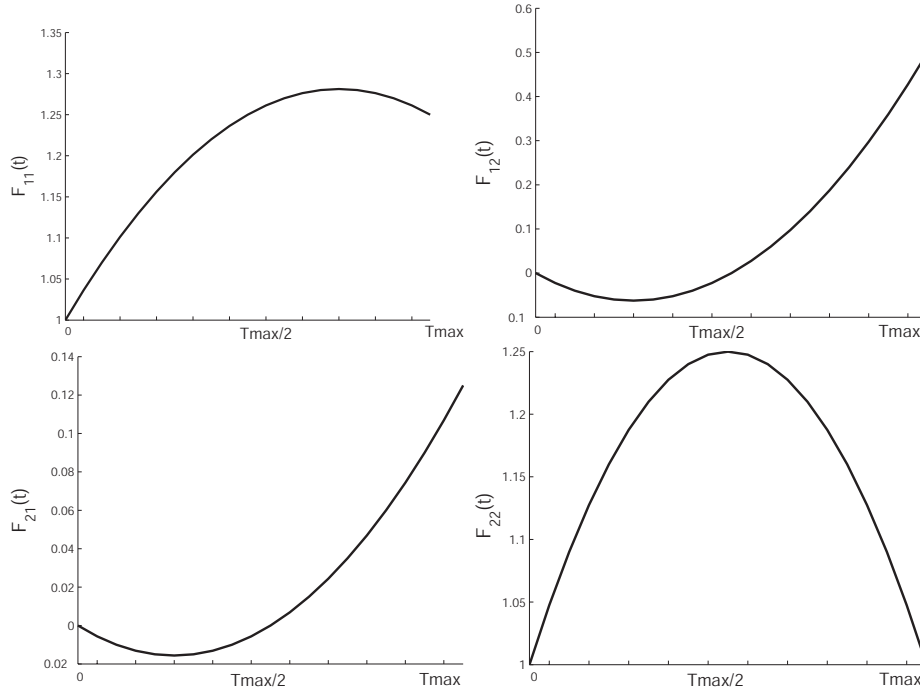 1.35
1.3
1.25
1.2
1.15
1.1
1.05
1
F11(t)
0
Tmax/2
Tmax
0.6
0.5
0.4
0.3
0.2
0.1
0
0.1
F12(t)
0
Tmax/2
Tmax
0.14
0.12
0.1
0.08
0.06
0.04
0.02
0
0.02
F21(t)
0
Tmax/2
Tmax
1.25
1.2
1.15
1.1
1.05
1
F22(t)
0
Tmax/2
Tmax